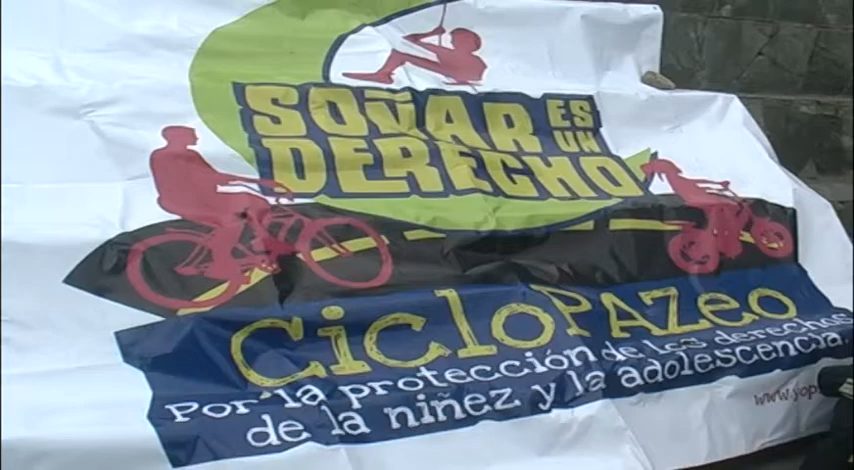 SOÑAR ES UN
DERECHO
CicloPAZeo
Por la protección de los derechos
de la niñez y la adolescencia.